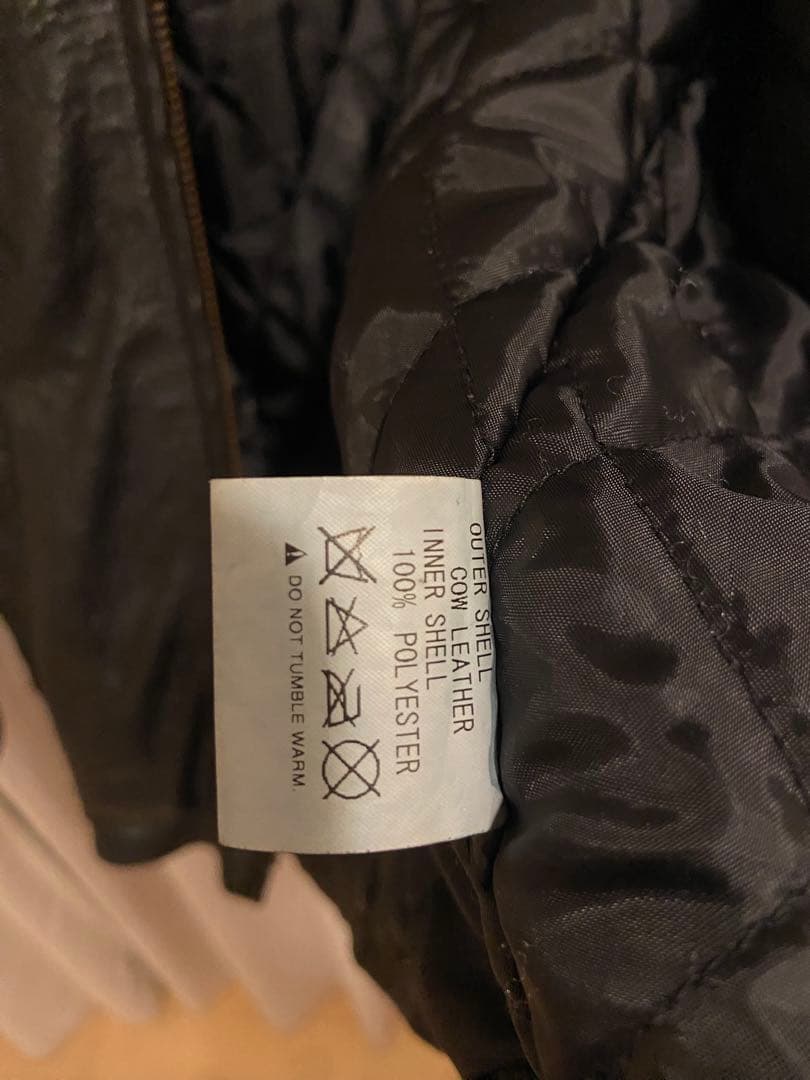 OUTER SHELL
COW LEATHER
INNER SHELL
100% POLYESTER
DO NOT TUMBLE WARM.